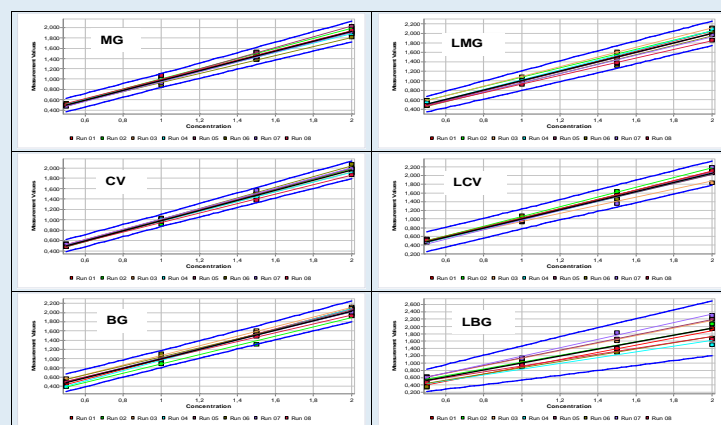 MG
Measurement Values
2,000
1,800
1,600
1,400
1,200
1,000
0,800
0,600
0,400
0,6 0,8 1 1,2 1,4 1,6 1,8 2
Concentration
Run 01 Run 02 Run 03 Run 04 Run 05 Run 06 Run 07 Run 08
LMG
Measurement Values
2,200
2,000
1,800
1,600
1,400
1,200
1,000
0,800
0,600
0,400
0,200
0,6 0,8 1 1,2 1,4 1,6 1,8 2
Concentration
Run 01 Run 02 Run 03 Run 04 Run 05 Run 06 Run 07 Run 08
CV
Measurement Values
2,000
1,800
1,600
1,400
1,200
1,000
0,800
0,600
0,400
0,6 0,8 1 1,2 1,4 1,6 1,8 2
Concentration
Run 01 Run 02 Run 03 Run 04 Run 05 Run 06 Run 07 Run 08
LCV
Measurement Values
2,200
2,000
1,800
1,600
1,400
1,200
1,000
0,800
0,600
0,400
0,200
0,6 0,8 1 1,2 1,4 1,6 1,8 2
Concentration
Run 01 Run 02 Run 03 Run 04 Run 05 Run 06 Run 07 Run 08
BG
Measurement Values
2,000
1,800
1,600
1,400
1,200
1,000
0,800
0,600
0,400
0,6 0,8 1 1,2 1,4 1,6 1,8 2
Concentration
Run 01 Run 02 Run 03 Run 04 Run 05 Run 06 Run 07 Run 08
LBG
Measurement Values
2,600
2,400
2,200
2,000
1,800
1,600
1,400
1,200
1,000
0,800
0,600
0,400
0,200
0,6 0,8 1 1,2 1,4 1,6 1,8 2
Concentration
Run 01 Run 02 Run 03 Run 04 Run 05 Run 06 Run 07 Run 08